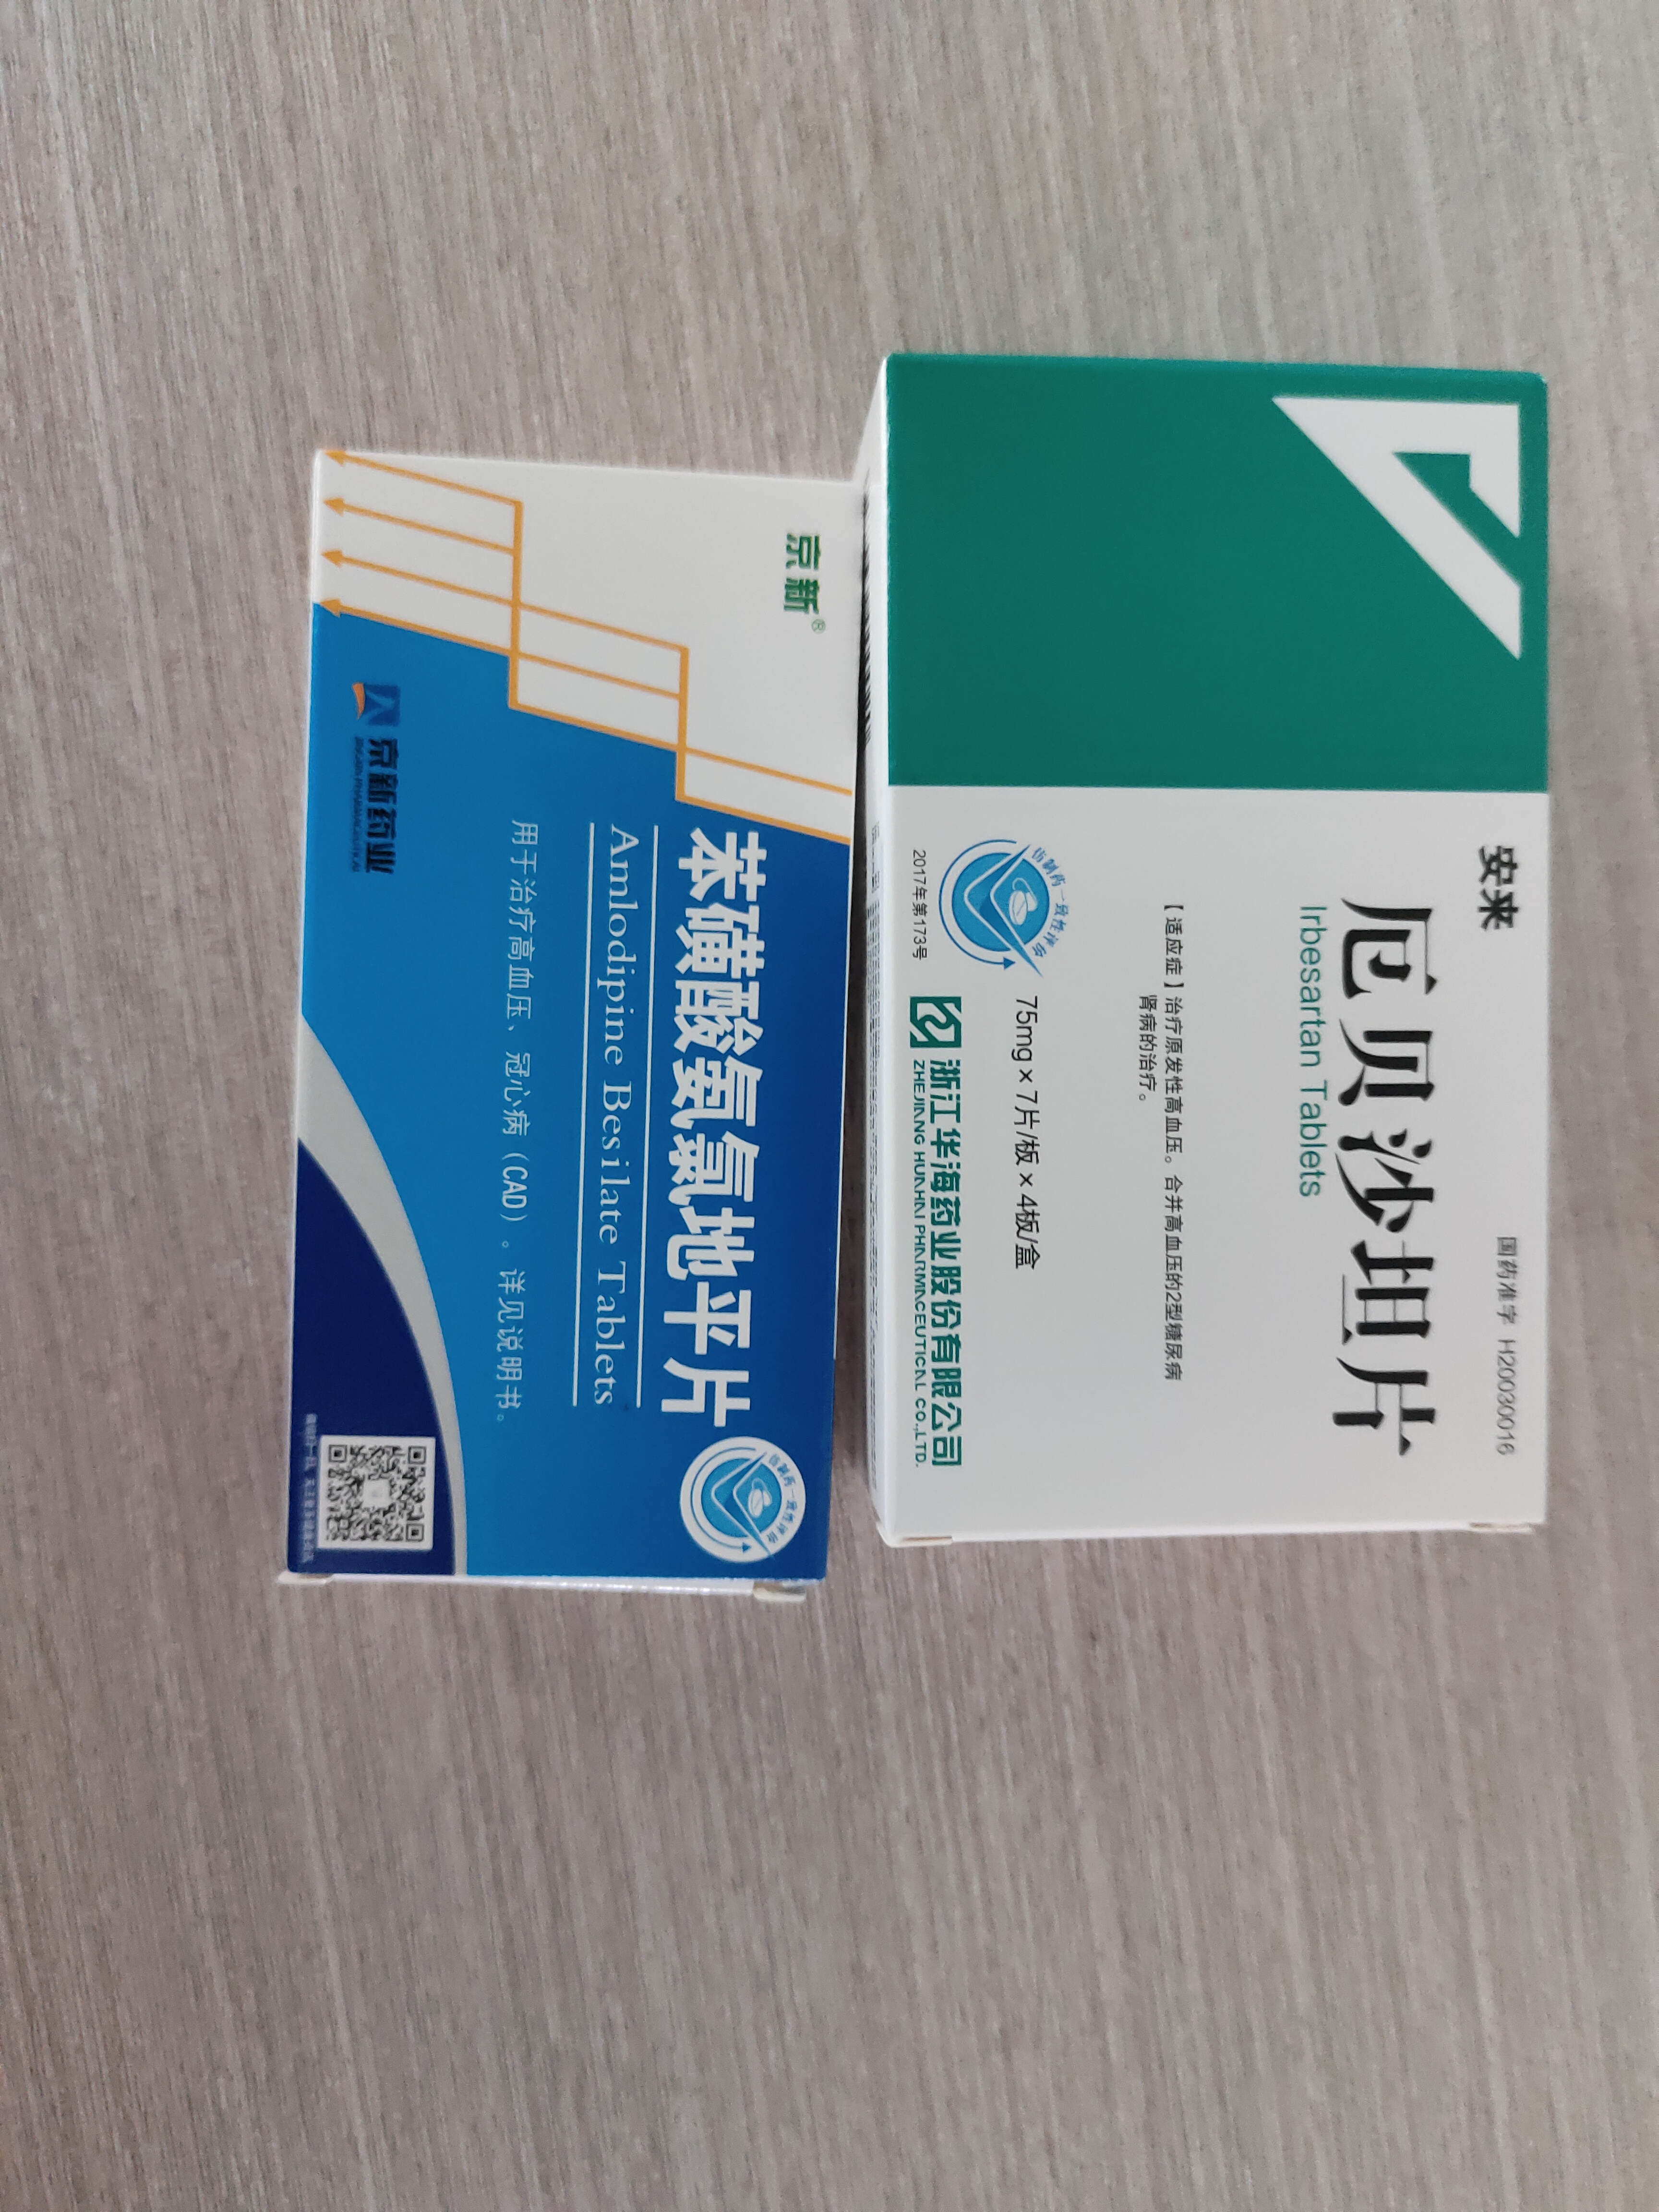 安来
国药准字 H20030016
厄贝沙坦片
Irbesartan Tablets
【适应症】治疗原发性高血压。合并高血压的2型糖尿病
肾病的治疗。
75mg×7片/板×4板/盒
仿制药一致性评价
2017年第173号
浙江华海药业股份有限公司
ZHEJIANG HUAHAI PHARMACEUTICAL CO.,LTD.
京新®
苯磺酸氨氯地平片
仿制药一致性评价
Amlodipine Besilate Tablets
用于治疗高血压、冠心病（CAD）。详见说明书。
京新药业
JINGXIN PHARMACEUTICAL